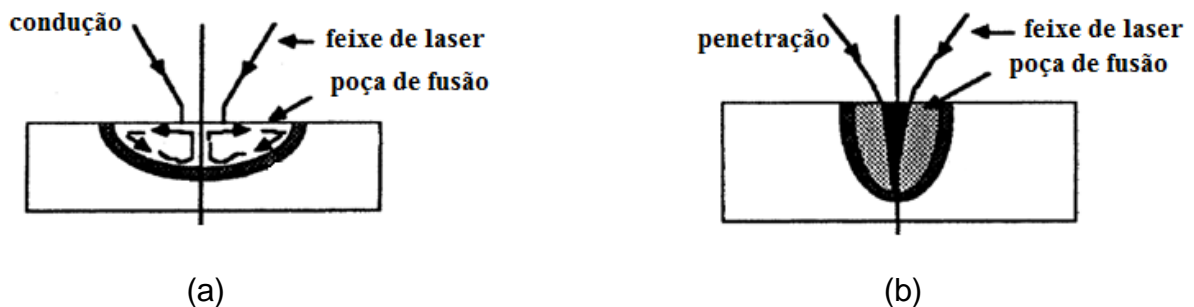 condução
feixe de laser
poça de fusão
(a)
penetração
feixe de laser
poça de fusão
(b)